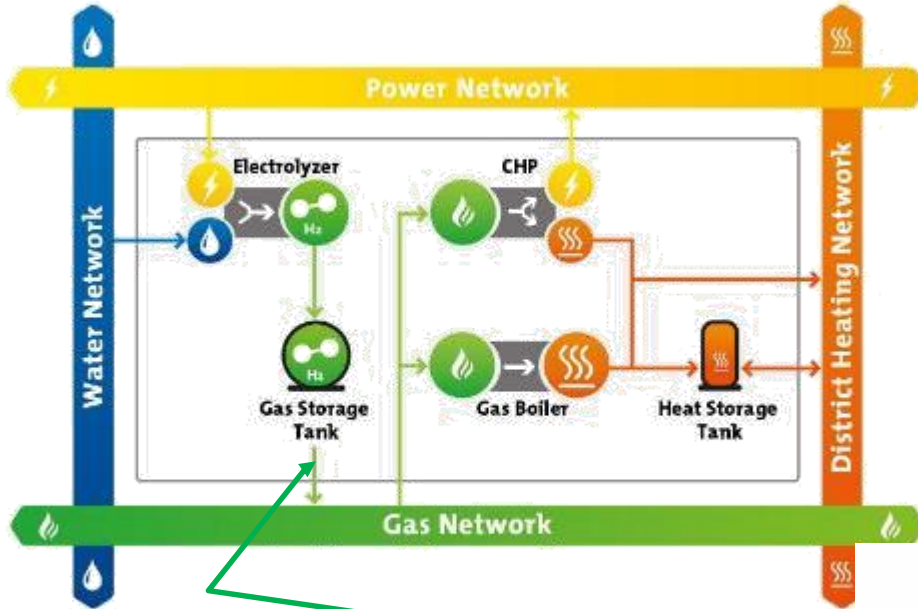 Power Network
Electrolyzer
CHP
H₂
Water Network
District Heating Network
H₂
Gas Storage
Tank
Gas Boiler
Heat Storage
Tank
Gas Network